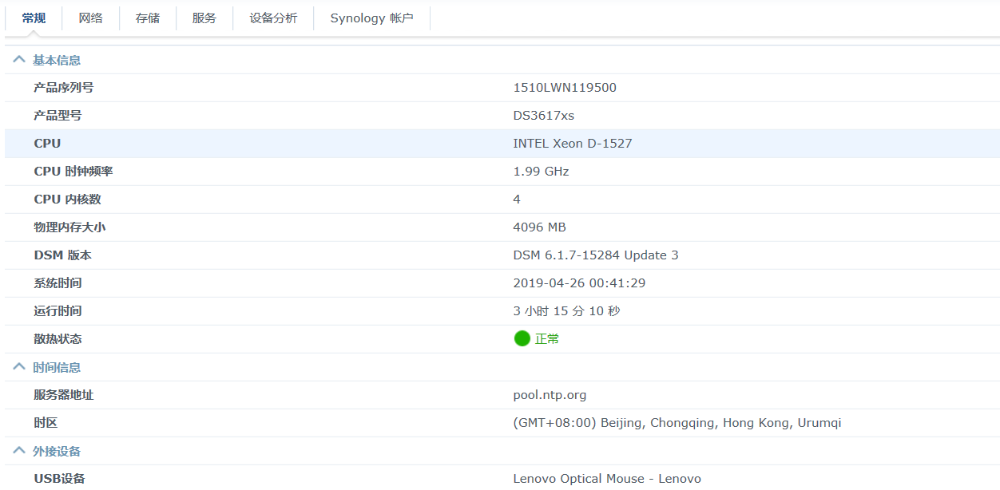 常规 网络 存储 服务 设备分析 Synology 帐户
基本信息
产品序列号 1510LWN119500
产品型号 DS3617xs
CPU INTEL Xeon D-1527
CPU 时钟频率 1.99 GHz
CPU 内核数 4
物理内存大小 4096 MB
DSM 版本 DSM 6.1.7-15284 Update 3
系统时间 2019-04-26 00:41:29
运行时间 3 小时 15 分 10 秒
散热状态 正常
时间信息
服务器地址 pool.ntp.org
时区 (GMT+08:00) Beijing, Chongqing, Hong Kong, Urumqi
外接设备
USB设备 Lenovo Optical Mouse - Lenovo